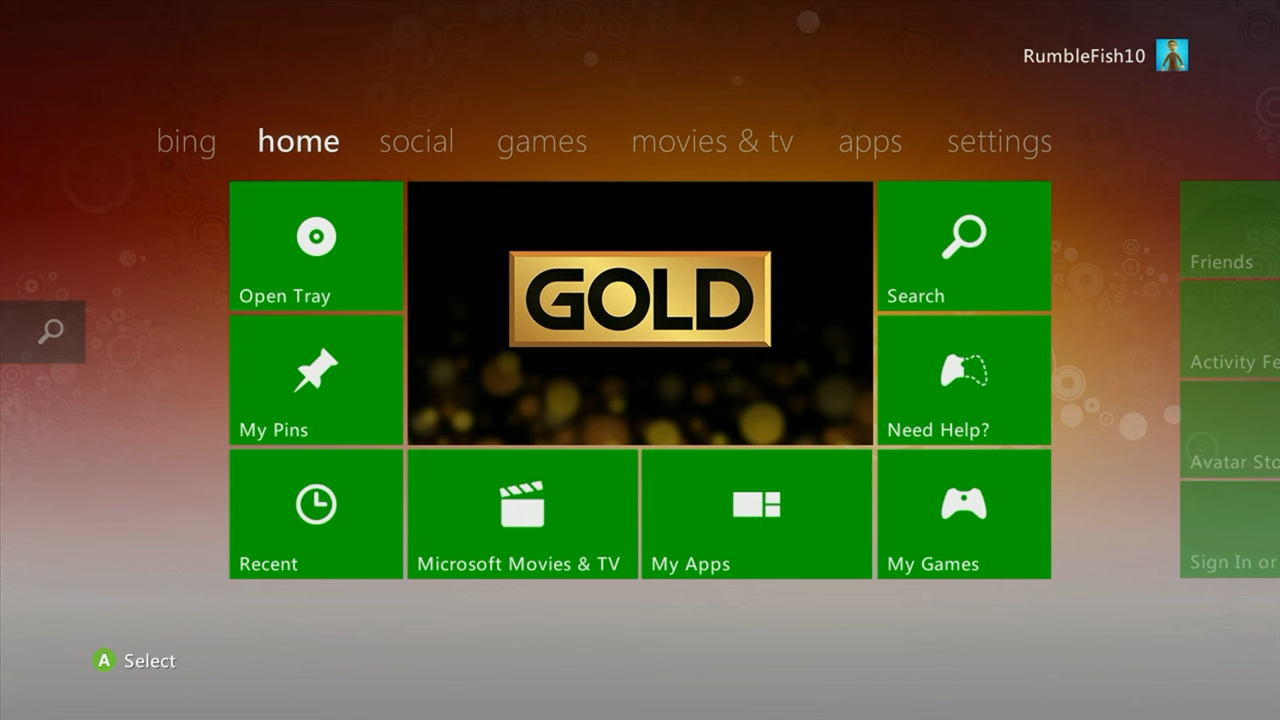 RumbleFish10
bing home social games movies & tv apps settings
Open Tray
GOLD
Search
Friends
My Pins
Need Help?
Activity Fe
Recent
Microsoft Movies & TV
My Apps
My Games
Avatar Sto
Sign In or
A Select